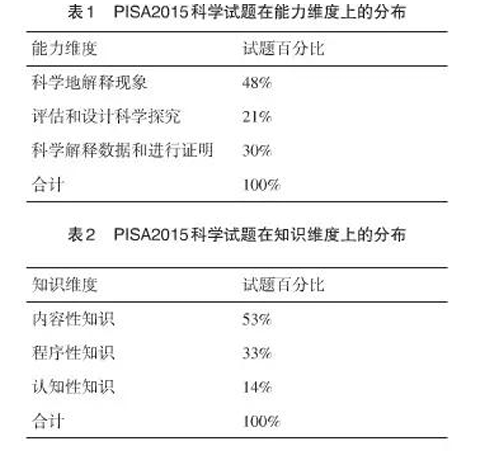 表1 PISA2015科学试题在能力维度上的分布
能力维度 试题百分比
科学地解释现象 48%
评估和设计科学探究 21%
科学解释数据和进行证明 30%
合计 100%
表2 PISA2015科学试题在知识维度上的分布
知识维度 试题百分比
内容性知识 53%
程序性知识 33%
认知性知识 14%
合计 100%